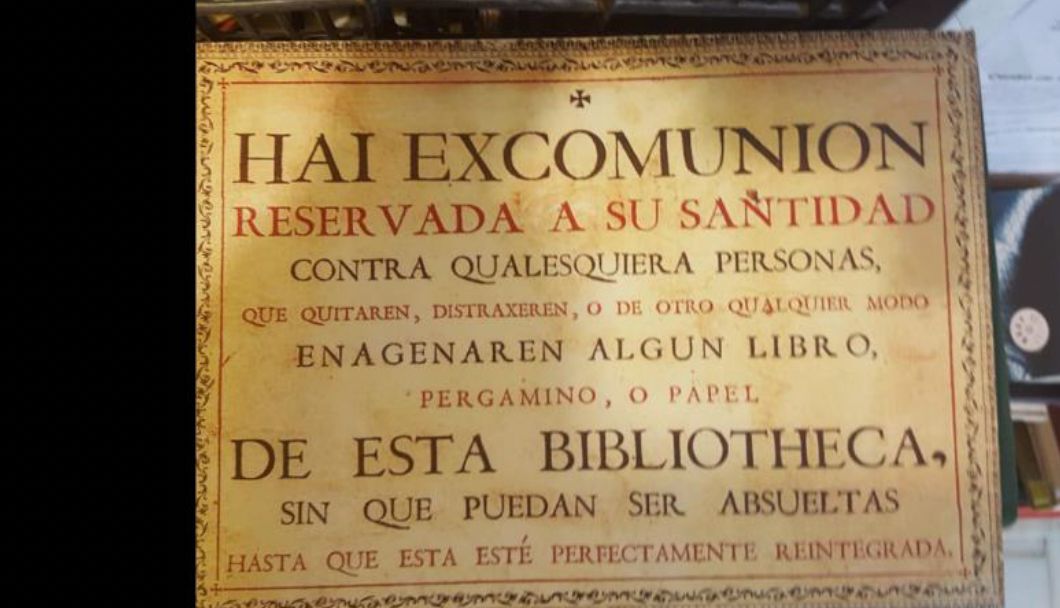 HAI EXCOMUNION
RESERVADA A SU SANTIDAD
CONTRA QUALESQUIERA PERSONAS,
QUE QUITAREN, DISTRAXEREN, O DE OTRO QUALQUIER MODO
ENAGENAREN ALGUN LIBRO,
PERGAMINO, O PAPEL
DE ESTA BIBLIOTHECA,
SIN QUE PUEDAN SER ABSUELTAS
HASTA QUE ESTA ESTÉ PERFECTAMENTE REINTEGRADA.